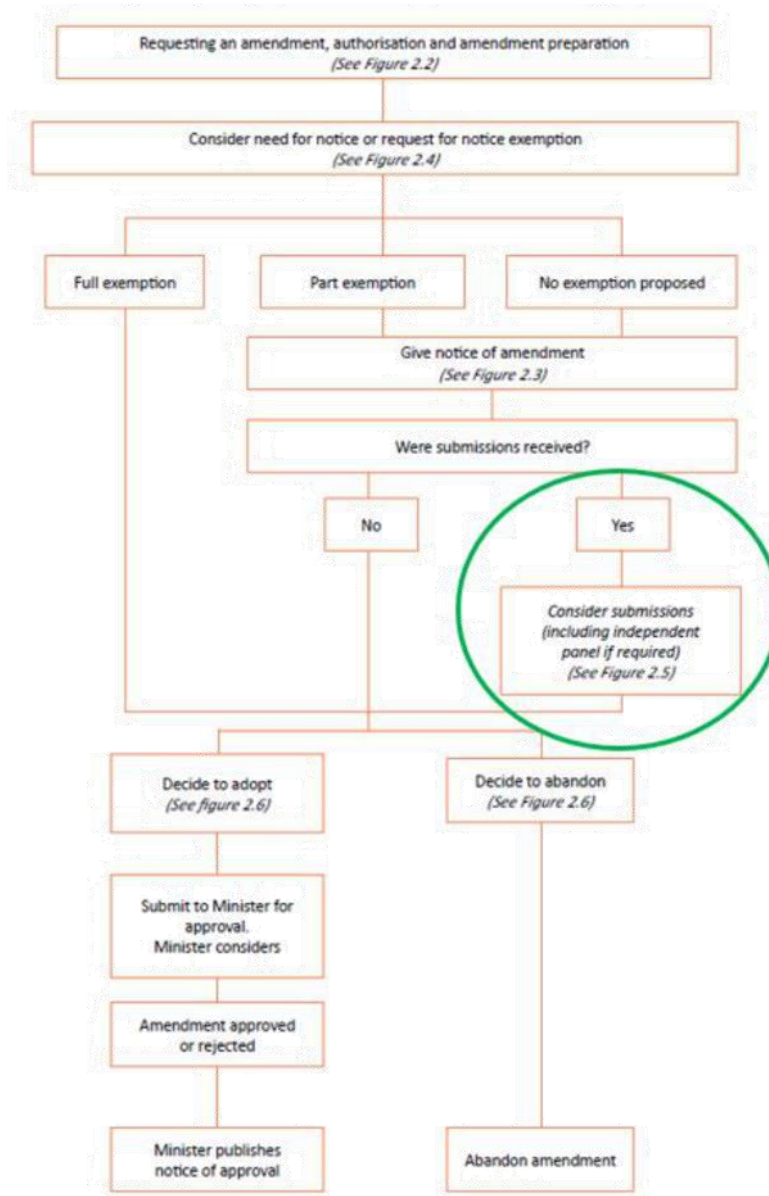 Requesting an amendment, authorisation and amendment preparation
(See Figure 2.2)
Consider need for notice or request for notice exemption
(See Figure 2.4)
Full exemption
Part exemption
No exemption proposed
Give notice of amendment
(See Figure 2.3)
Were submissions received?
No
Yes
Consider submissions
(including independent
panel if required)
(See Figure 2.5)
Decide to adopt
(See figure 2.6)
Decide to abandon
(See Figure 2.6)
Submit to Minister for
approval.
Minister considers
Amendment approved
or rejected
Minister publishes
notice of approval
Abandon amendment